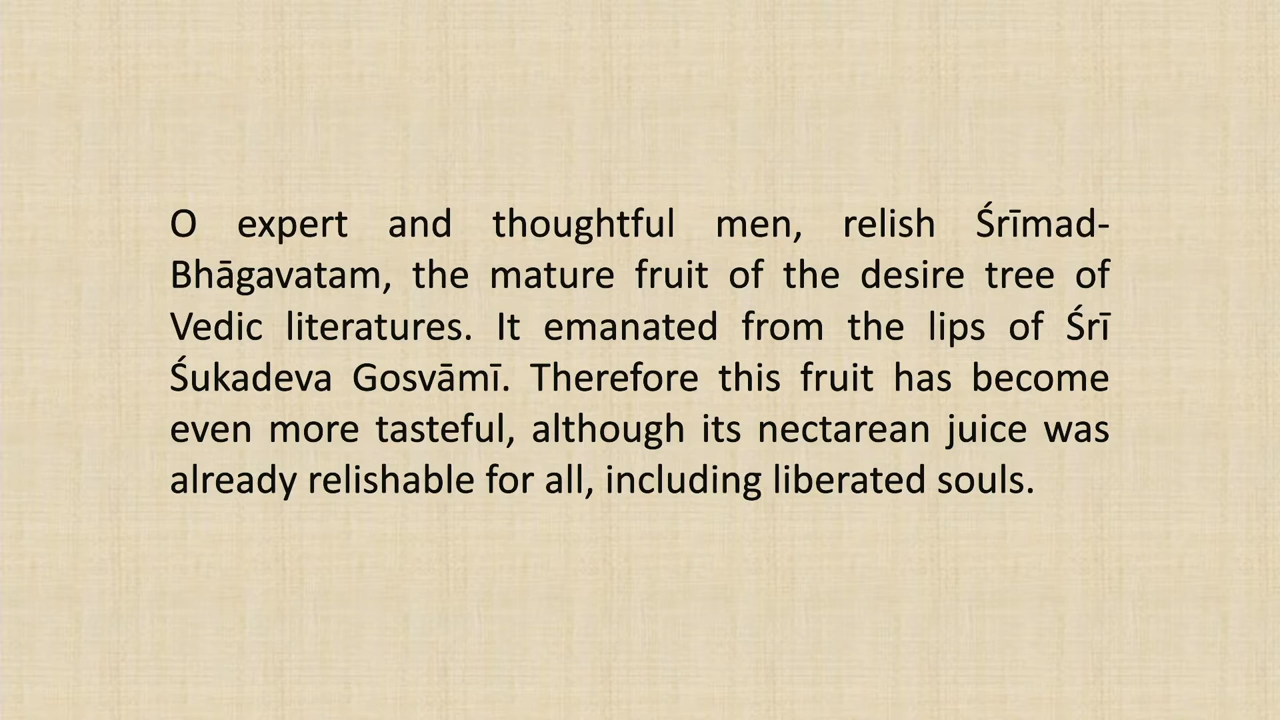 O expert and thoughtful men, relish Śrīmad-
Bhāgavatam, the mature fruit of the desire tree of
Vedic literatures. It emanated from the lips of Śrī
Śukadeva Gosvāmī. Therefore this fruit has become
even more tasteful, although its nectarean juice was
already relishable for all, including liberated souls.